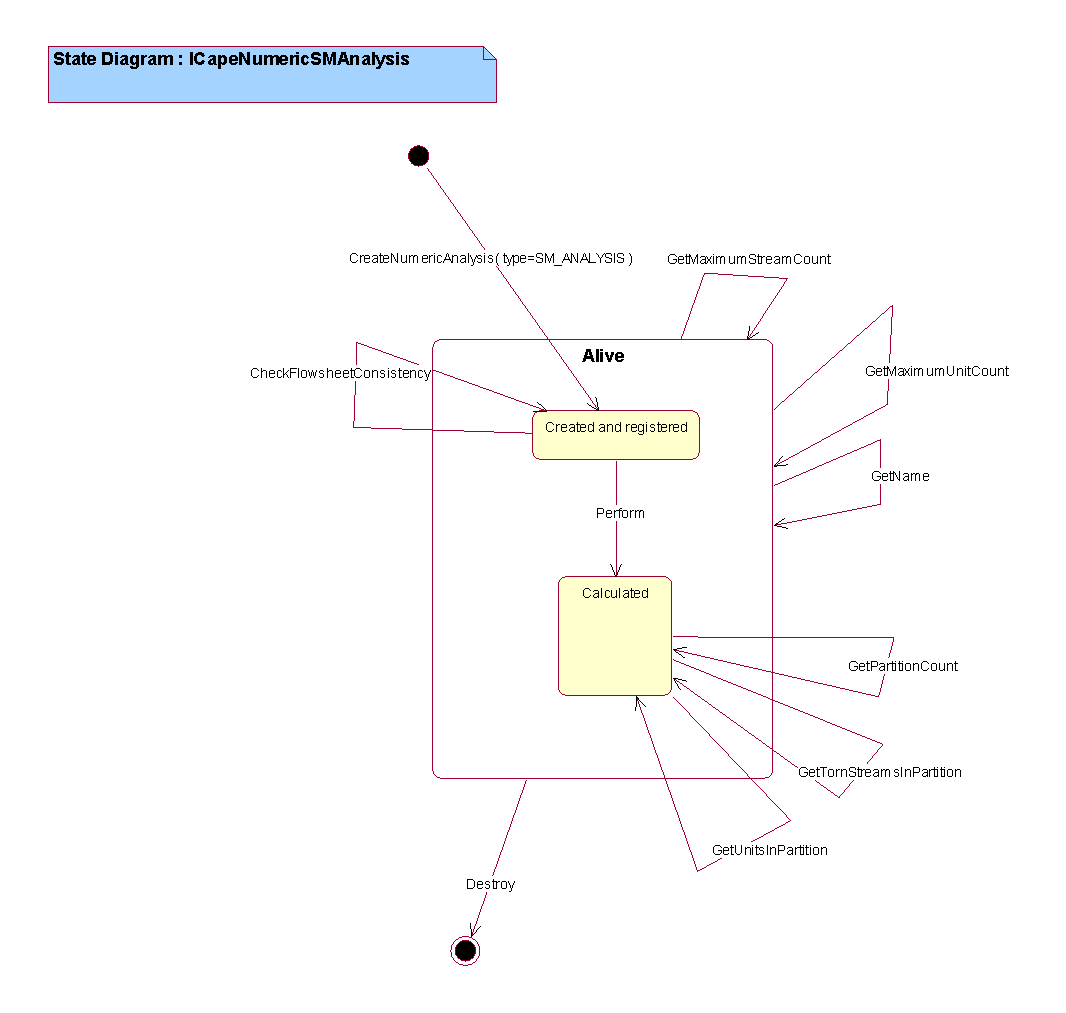 State Diagram : ICapeNumericSMAnalysis
CreateNumericAnalysis( type=SM_ANALYSIS )
GetMaximumStreamCount
Alive
CheckFlowsheetConsistency
GetMaximumUnitCount
Created and registered
GetName
Perform
Calculated
GetPartitionCount
GetTornStreamsInPartition
GetUnitsInPartition
Destroy